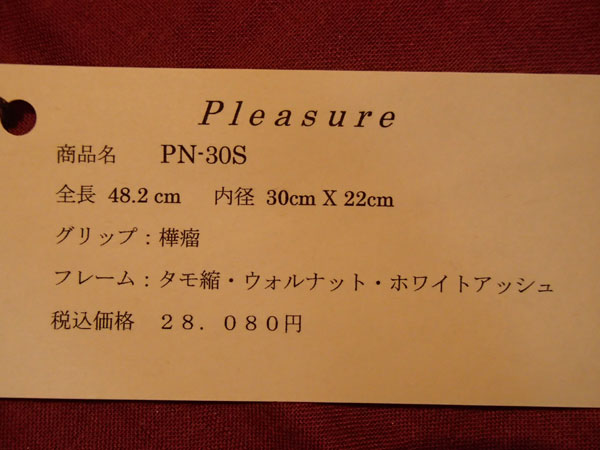 Pleasure
商品名 PN-30S
全長 48.2 cm 内径 30cm X 22cm
グリップ：樺瘤
フレーム：タモ縮・ウォルナット・ホワイトアッシュ
税込価格 ２８．０８０円